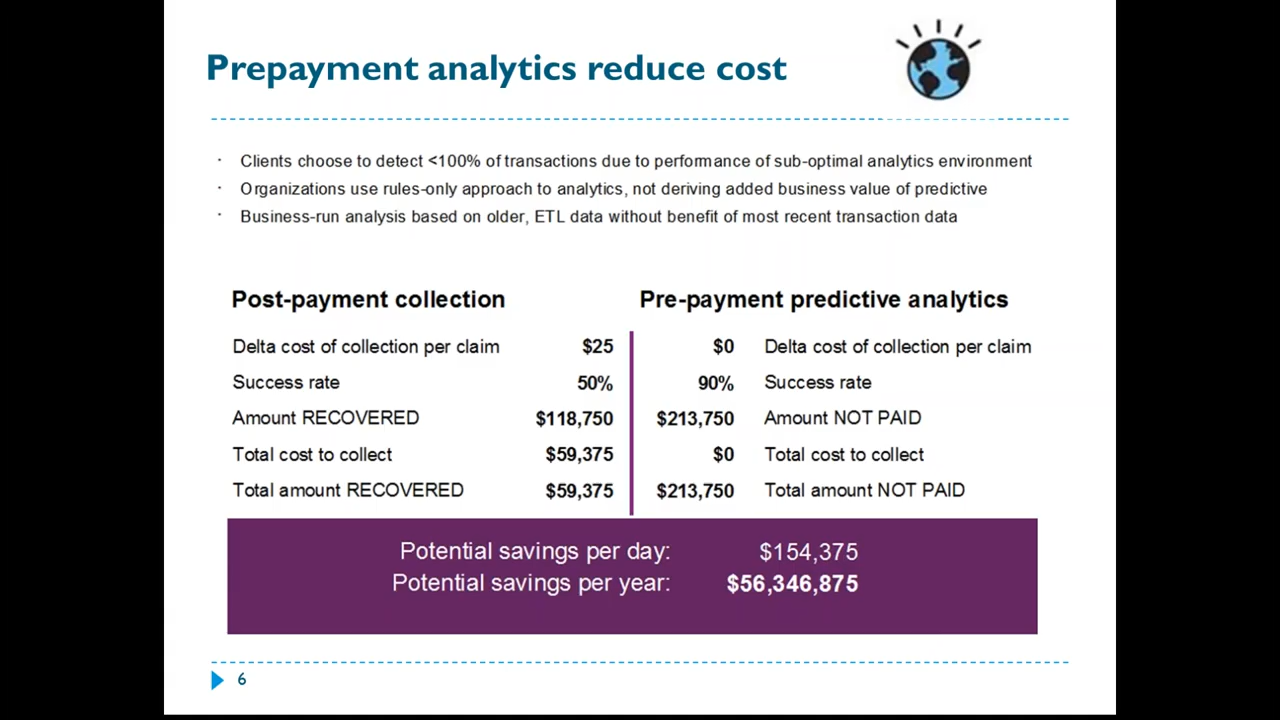 Prepayment analytics reduce cost
· Clients choose to detect <100% of transactions due to performance of sub-optimal analytics environment
· Organizations use rules-only approach to analytics, not deriving added business value of predictive
· Business-run analysis based on older, ETL data without benefit of most recent transaction data
Post-payment collection Pre-payment predictive analytics
Delta cost of collection per claim $25 $0 Delta cost of collection per claim
Success rate 50% 90% Success rate
Amount RECOVERED $118,750 $213,750 Amount NOT PAID
Total cost to collect $59,375 $0 Total cost to collect
Total amount RECOVERED $59,375 $213,750 Total amount NOT PAID
Potential savings per day: $154,375
Potential savings per year: $56,346,875
6